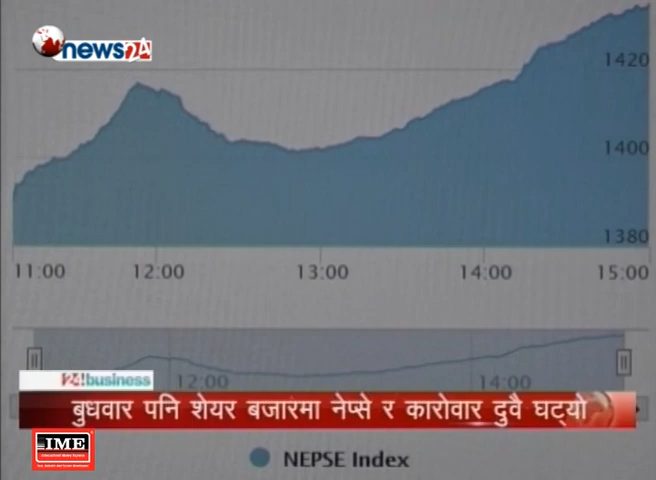 news24
1420
1400
1380
11:00 12:00 13:00 14:00 15:00
12:00 14:00
24!business
बुधवार पनि शेयर बजारमा नेप्से र कारोवार दुवै घट्यो
IME
NEPSE Index